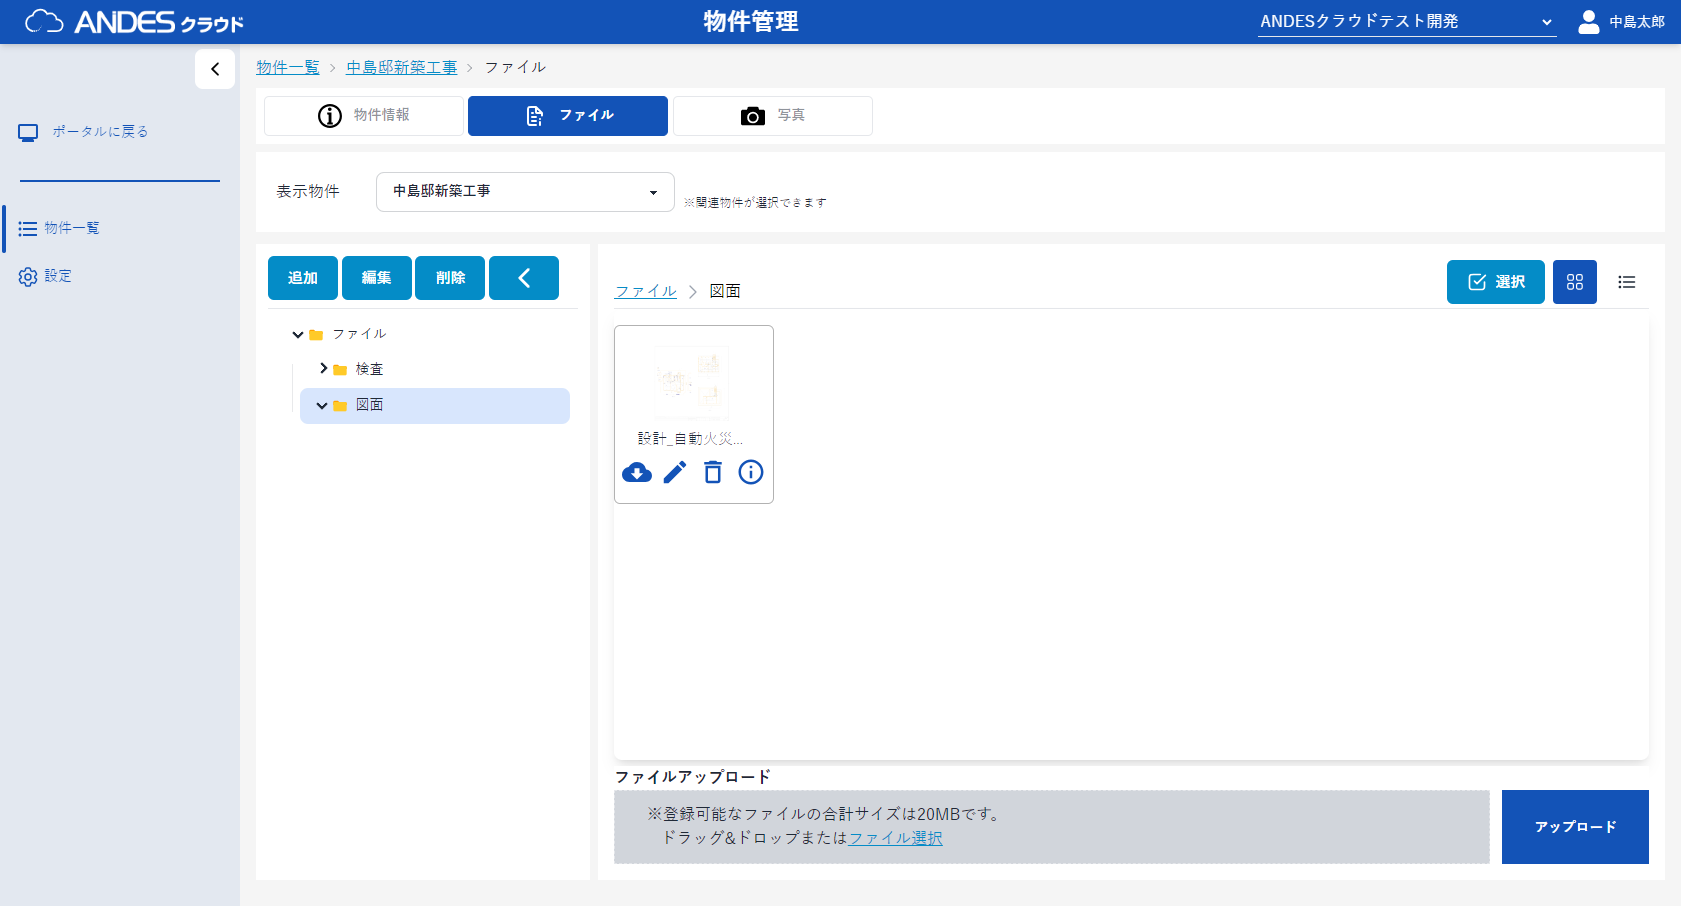 ANDES クラウド
物件管理
ANDESクラウドテスト開発
中島太郎
ポータルに戻る
物件一覧
設定
物件一覧 > 中島邸新築工事 > ファイル
物件情報
ファイル
写真
表示物件
中島邸新築工事
※関連物件が選択できます
追加
編集
削除
ファイル
検査
図面
ファイル > 図面
選択
設計_自動火災...
ファイルアップロード
※登録可能なファイルの合計サイズは20MBです。
ドラッグ&ドロップまたはファイル選択
アップロード